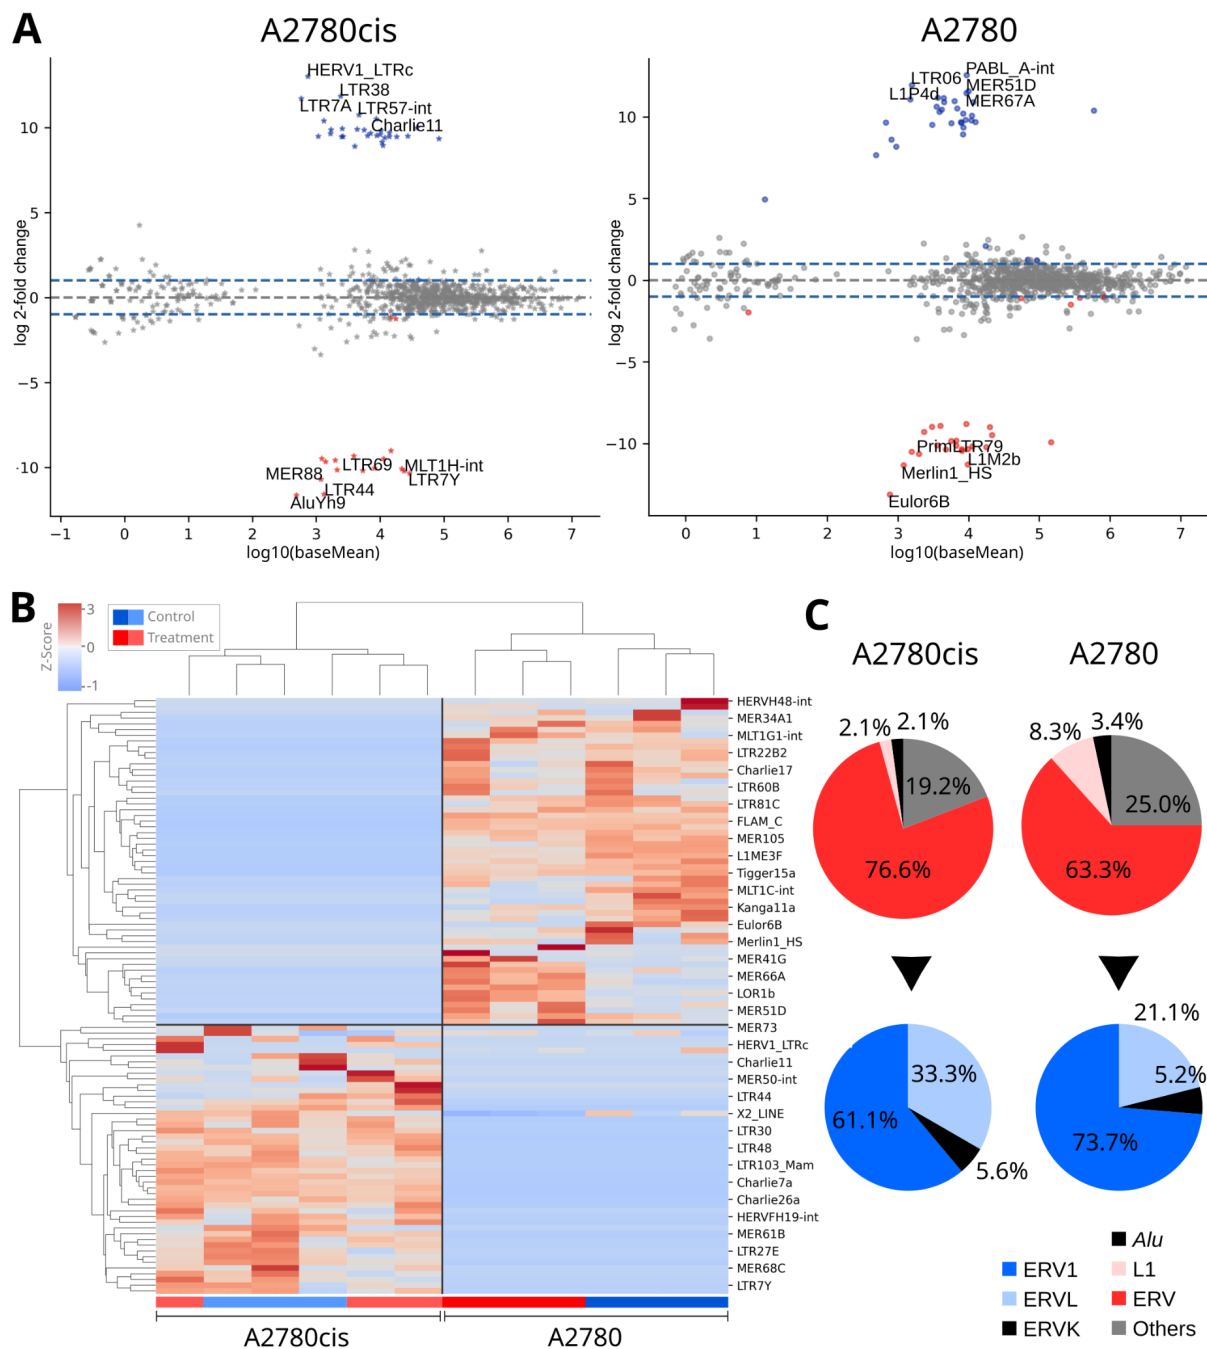 A
A2780cis
A2780
HERV1_LTRc
LTR38
LTR7A
LTR57-int
Charlie11
MER88
LTR69
MLT1H-int
LTR7Y
LTR44
AluYh9
10
5
0
−5
-10
log 2-fold change
−1 0 1 2 3 4 5 6 7
log10(baseMean)
PABL_A-int
LTR06
MER51D
L1P4d
MER67A
PrimLTR79
L1M2b
Merlin1_HS
Eulor6B
10
5
0
−5
−10
log 2-fold change
0 1 2 3 4 5 6 7
log10(baseMean)
B
Z-Score
3
0
-1
Control
Treatment
HERVH48-int
MER34A1
MLT1G1-int
LTR22B2
Charlie17
LTR60B
LTR81C
FLAM_C
MER105
L1ME3F
Tigger15a
MLT1C-int
Kanga11a
Eulor6B
Merlin1_HS
MER41G
MER66A
LOR1b
MER51D
MER73
HERV1_LTRc
Charlie11
MER50-int
LTR44
X2_LINE
LTR30
LTR48
LTR103_Mam
Charlie7a
Charlie26a
HERVFH19-int
MER61B
LTR27E
MER68C
LTR7Y
A2780cis
A2780
C
A2780cis
A2780
2.1%
2.1%
19.2%
76.6%
8.3%
3.4%
25.0%
63.3%
33.3%
61.1%
5.6%
21.1%
5.2%
73.7%
Alu
ERV1
L1
ERVL
ERV
ERVK
Others